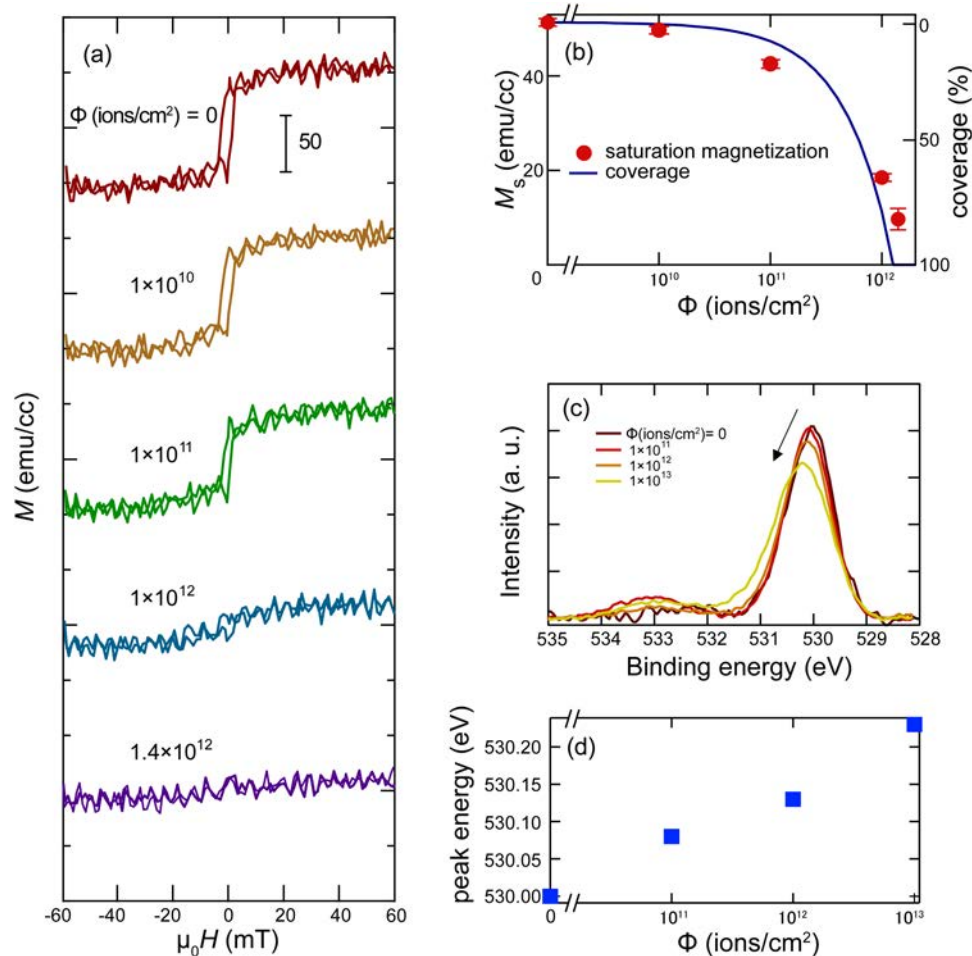 (a)
Φ (ions/cm²) = 0
50
1×10¹⁰
1×10¹¹
1×10¹²
1.4×10¹²
M (emu/cc)
-60 -40 -20 0 20 40 60
μ₀H (mT)
(b)
40
20
0
50
100
Mₛ (emu/cc)
coverage (%)
saturation magnetization
coverage
0 10¹⁰ 10¹¹ 10¹²
Φ (ions/cm²)
(c)
Φ(ions/cm²)= 0
1×10¹¹
1×10¹²
1×10¹³
Intensity (a. u.)
535 534 533 532 531 530 529 528
Binding energy (eV)
(d)
530.20
530.15
530.10
530.05
530.00
peak energy (eV)
0 10¹¹ 10¹² 10¹³
Φ (ions/cm²)